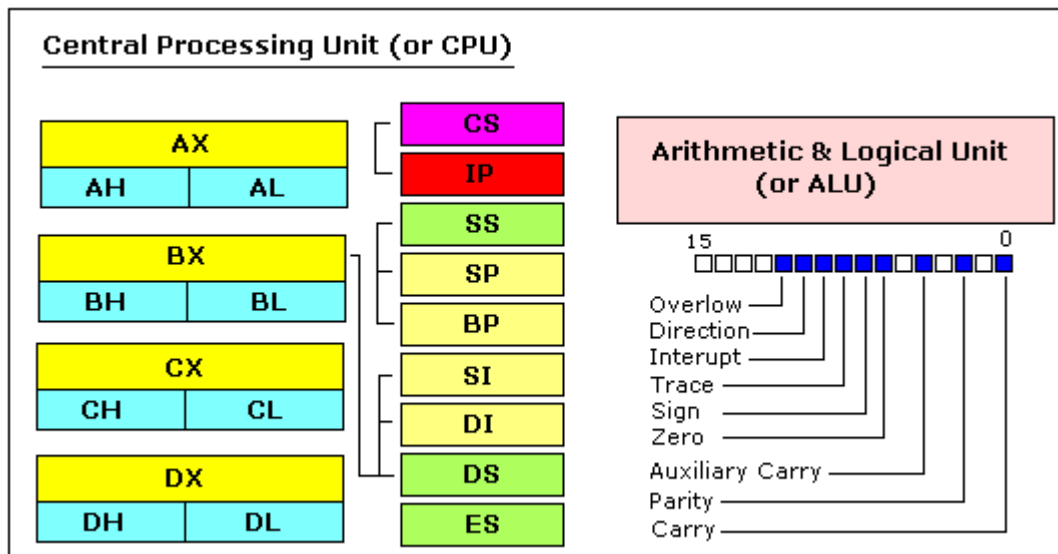 Central Processing Unit (or CPU)
AX
AH AL
BX
BH BL
CX
CH CL
DX
DH DL
CS
IP
SS
SP
BP
SI
DI
DS
ES
Arithmetic & Logical Unit
(or ALU)
15 0
Overlow
Direction
Interupt
Trace
Sign
Zero
Auxiliary Carry
Parity
Carry